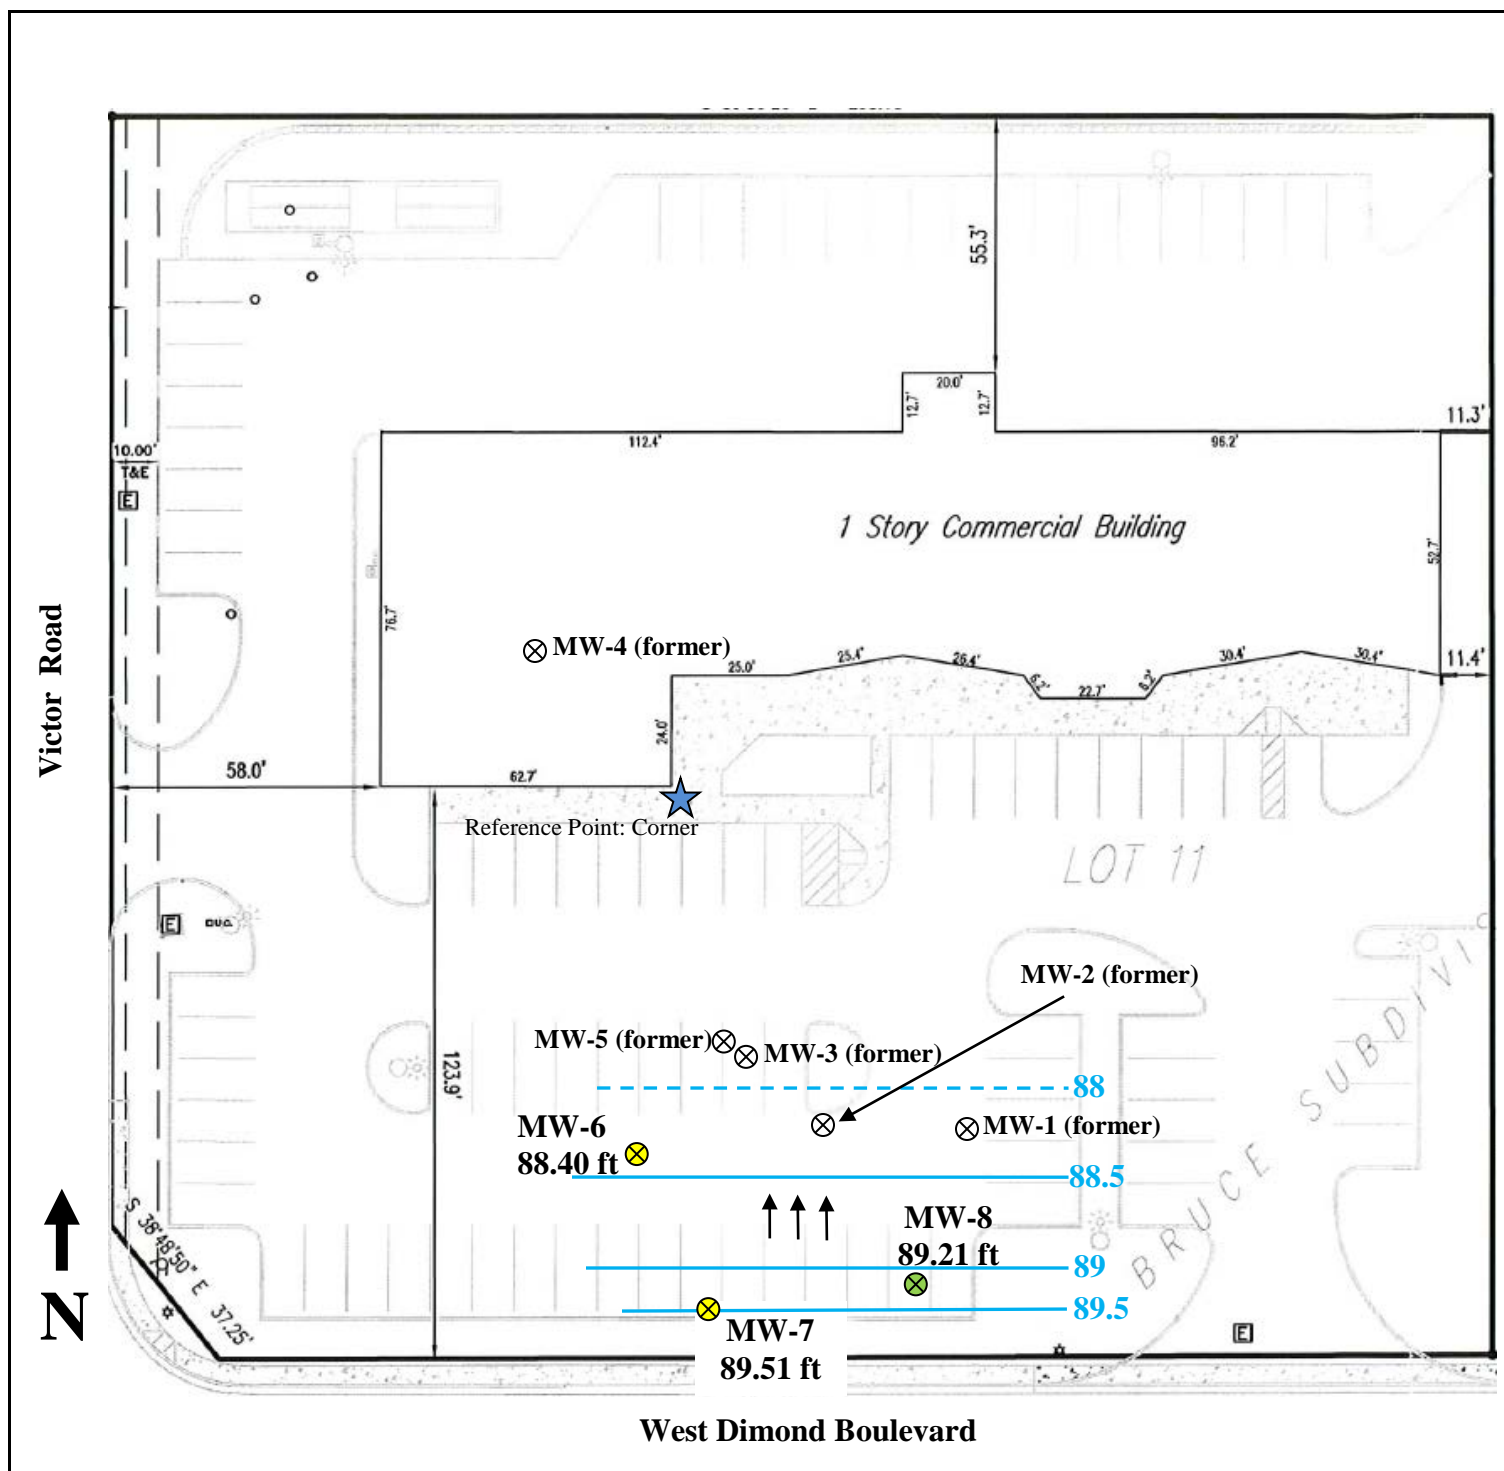 55.3'
20.0'
12.7'
12.7'
11.3'
112.4'
96.2'
10.00'
T&E
E
1 Story Commercial Building
52.7'
76.7'
Victor Road
MW-4 (former)
25.0'
25.4'
26.4'
6.2'
22.7'
6.2'
30.4'
30.4'
11.4'
24.0'
58.0'
62.7'
Reference Point: Corner
LOT 11
E
MW-2 (former)
MW-5 (former)
MW-3 (former)
123.9'
88
MW-1 (former)
MW-6
88.40 ft
88.5
BRUCE SUBDIVI
S 38°48'50" E 37.25'
MW-8
89.21 ft
89
89.5
N
MW-7
89.51 ft
E
West Dimond Boulevard